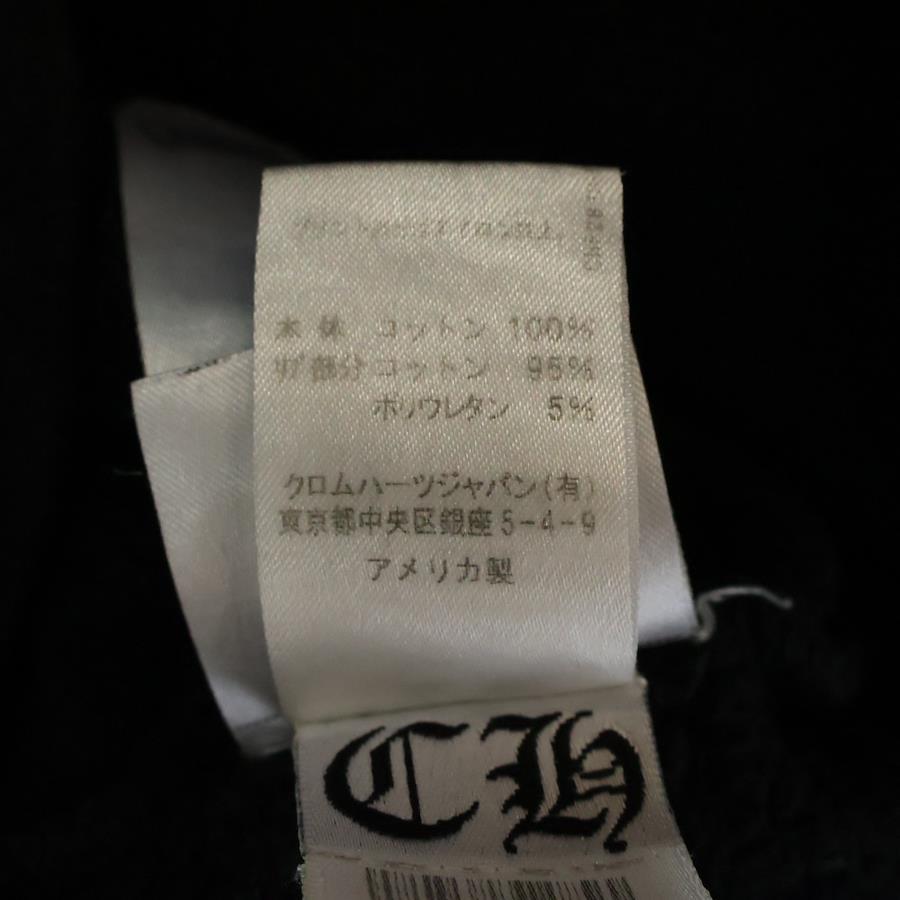 本体 コットン 100%
リブ部分コットン 95%
ポリウレタン 5%
クロムハーツジャパン(有)
東京都中央区銀座5-4-9
アメリカ製
CH